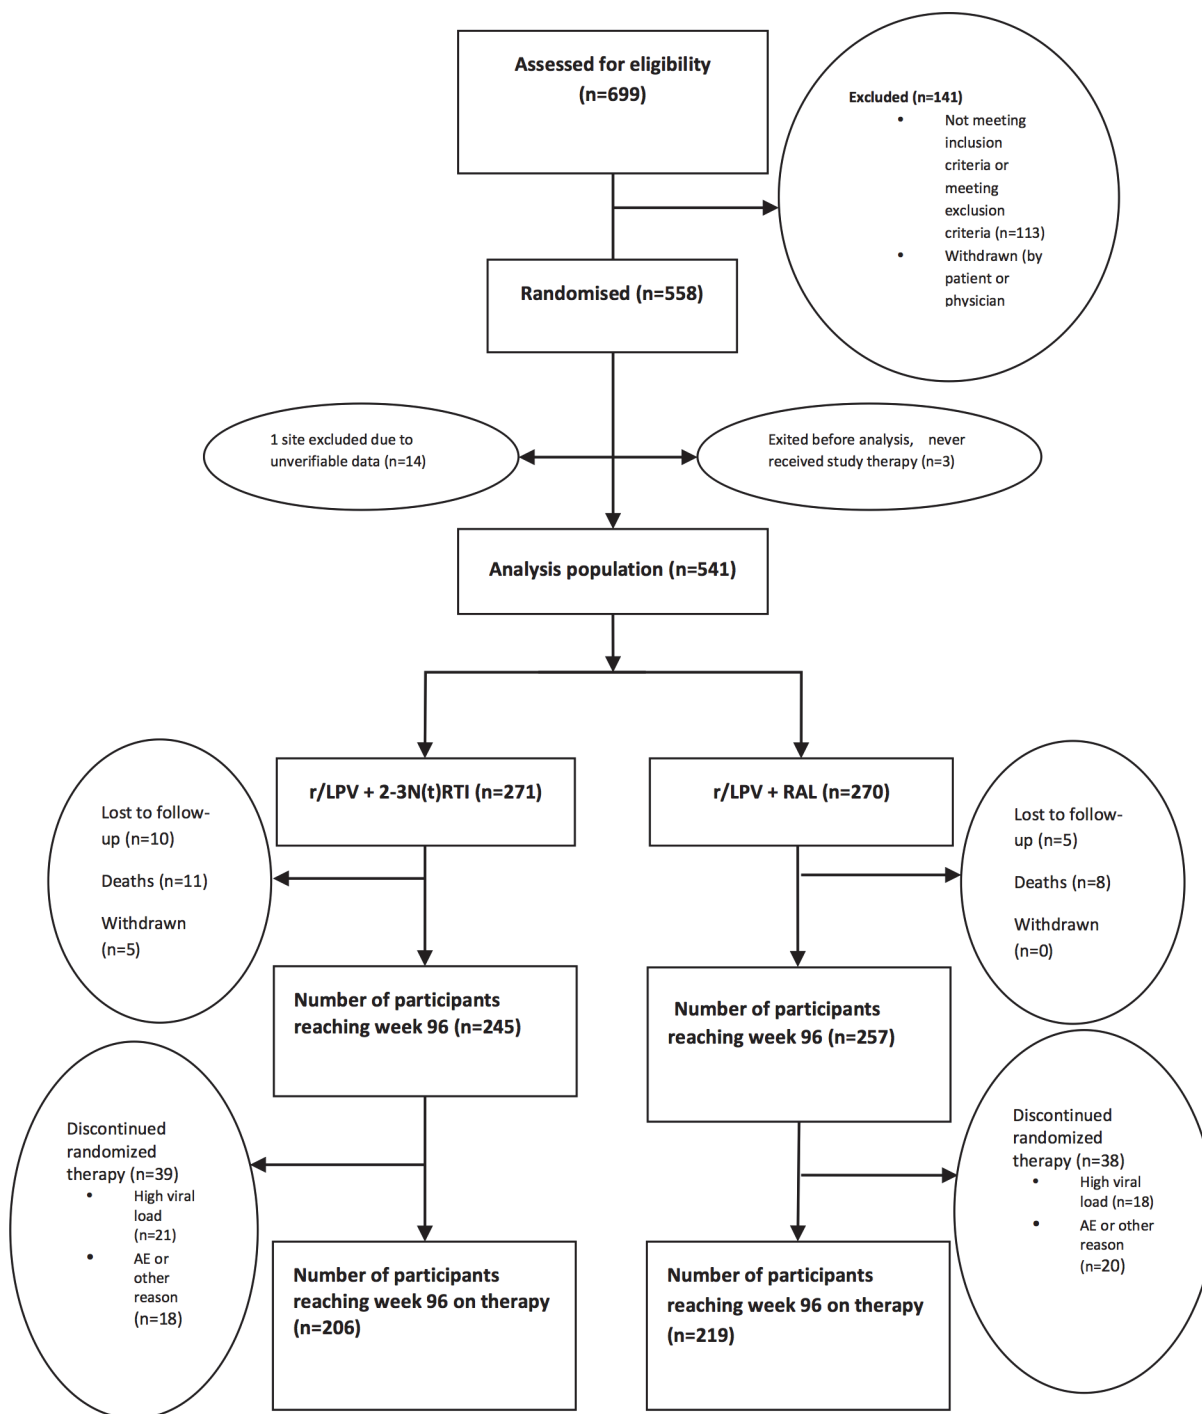 Assessed for eligibility
(n=699)
Excluded (n=141)
• Not meeting
inclusion
criteria or
meeting
exclusion
criteria (n=113)
• Withdrawn (by
patient or
physician
Randomised (n=558)
1 site excluded due to
unverifiable data (n=14)
Exited before analysis, never
received study therapy (n=3)
Analysis population (n=541)
r/LPV + 2-3N(t)RTI (n=271)
r/LPV + RAL (n=270)
Lost to follow-
up (n=10)
Deaths (n=11)
Withdrawn
(n=5)
Lost to follow-
up (n=5)
Deaths (n=8)
Withdrawn
(n=0)
Number of participants
reaching week 96 (n=245)
Number of participants
reaching week 96 (n=257)
Discontinued
randomized
therapy (n=39)
• High viral
load
(n=21)
• AE or
other
reason
(n=18)
Discontinued
randomized
therapy (n=38)
• High viral
load (n=18)
• AE or other
reason
(n=20)
Number of participants
reaching week 96 on therapy
(n=206)
Number of participants
reaching week 96 on therapy
(n=219)